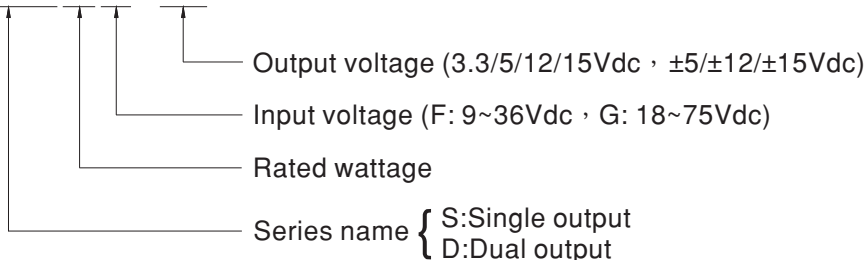 Output voltage (3.3/5/12/15Vdc，±5/±12/±15Vdc)
Input voltage (F: 9~36Vdc，G: 18~75Vdc)
Rated wattage
Series name { S:Single output
D:Dual output